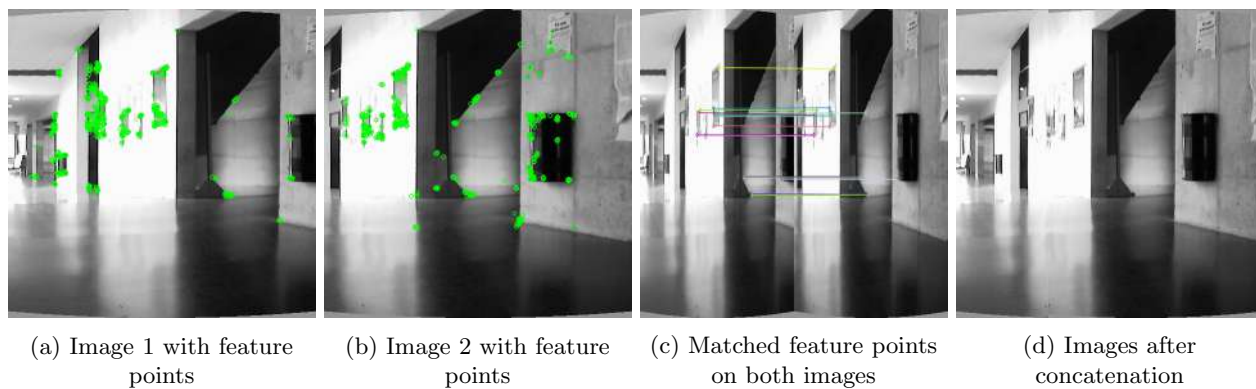 (a) Image 1 with feature
points
(b) Image 2 with feature
points
(c) Matched feature points
on both images
(d) Images after
concatenation